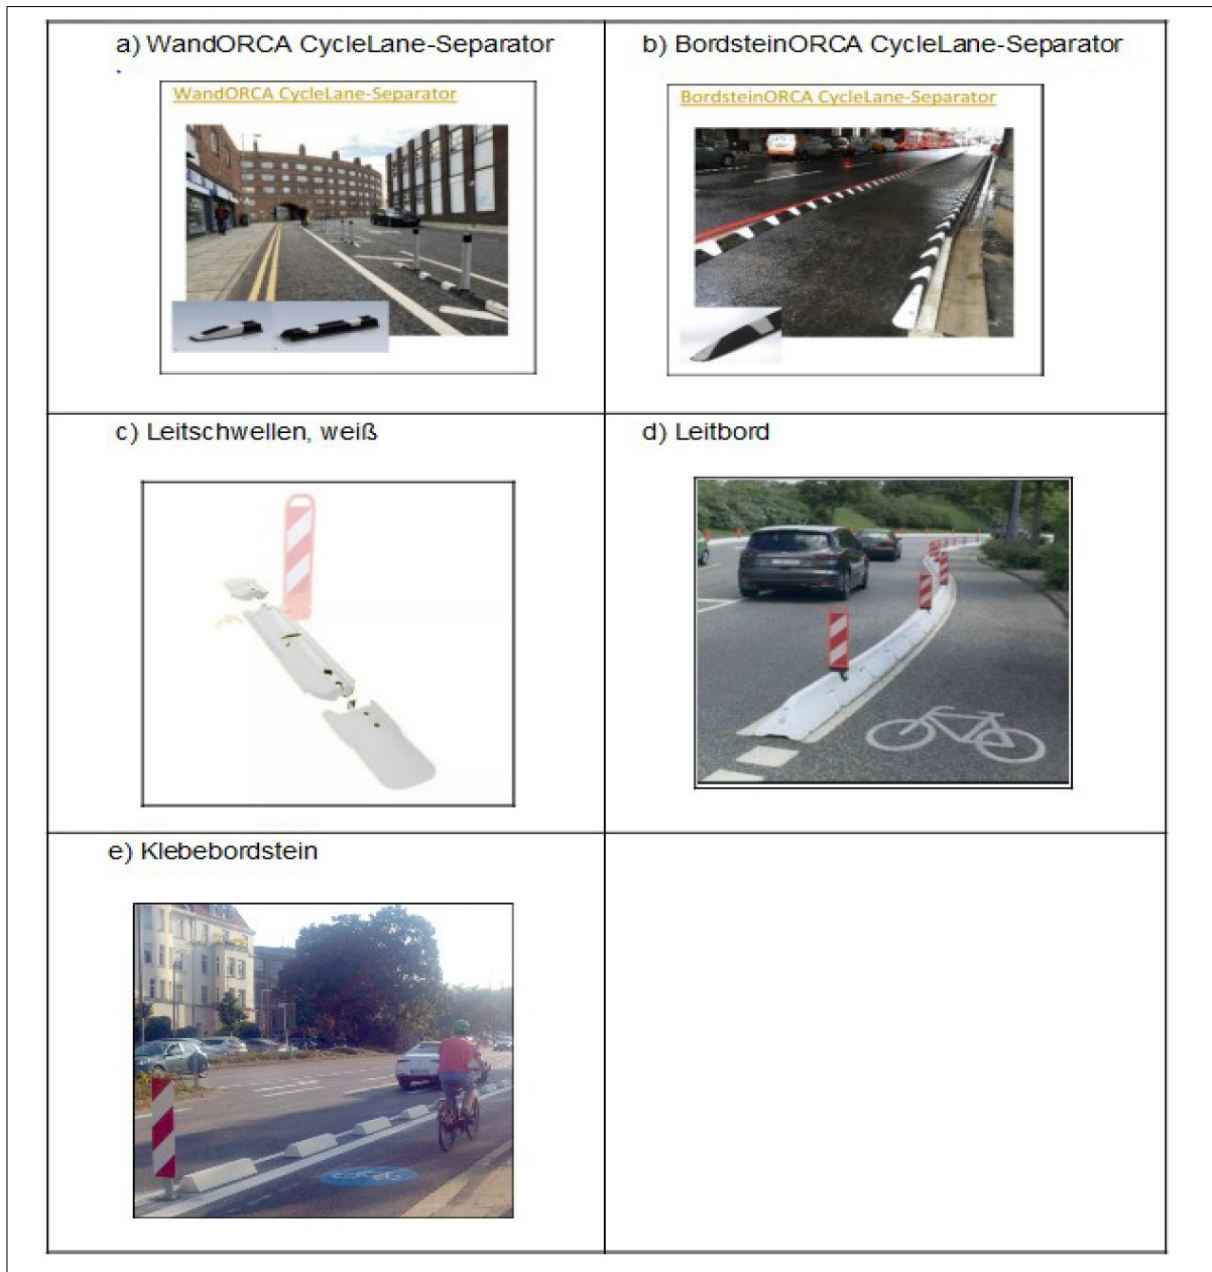 a) WandORCA CycleLane-Separator
WandORCA CycleLane-Separator
b) BordsteinORCA CycleLane-Separator
BordsteinORCA CycleLane-Separator
c) Leitschwellen, weiß
d) Leitbord
e) Klebebordstein